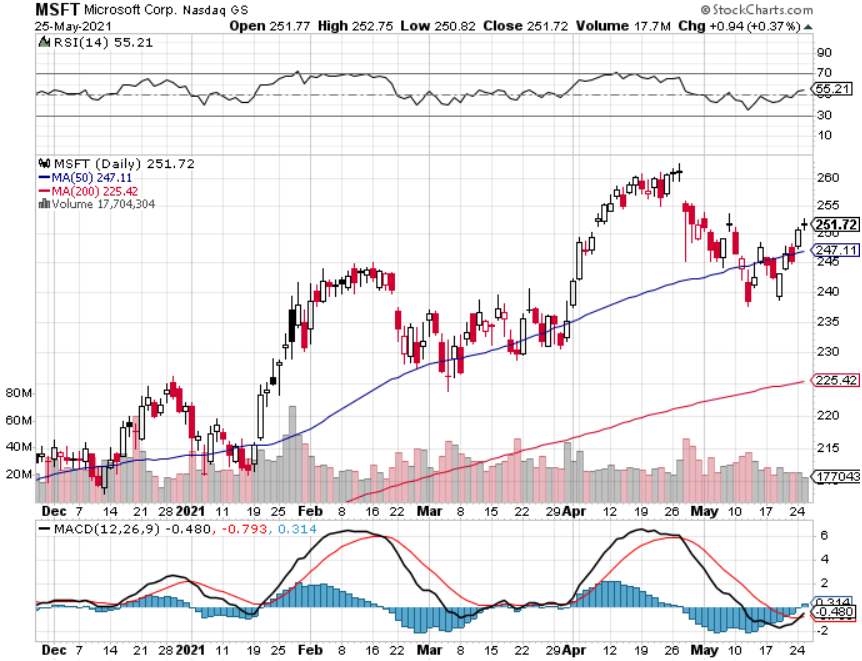 MSFT Microsoft Corp. Nasdaq GS © StockCharts.com
25-May-2021 Open 251.77 High 252.75 Low 250.82 Close 251.72 Volume 17.7M Chg +0.94 (+0.37%)
RSI(14) 55.21
90
70
55.21
30
10
MSFT (Daily) 251.72
MA(50) 247.11
MA(200) 225.42
Volume 17,704,304
260
255
251.72
250
247.11
245
240
235
230
225.42
220
215
80M
60M
40M
20M
177043
Dec 7 14 21 28 2021 11 19 25 Feb 8 16 22 Mar 8 15 22 29 Apr 12 19 26 May 10 17 24
MACD(12,26,9) -0.480, -0.793, 0.314
6
4
2
0.314
-0.480
-2
Dec 7 14 21 28 2021 11 19 25 Feb 8 16 22 Mar 8 15 22 29 Apr 12 19 26 May 10 17 24